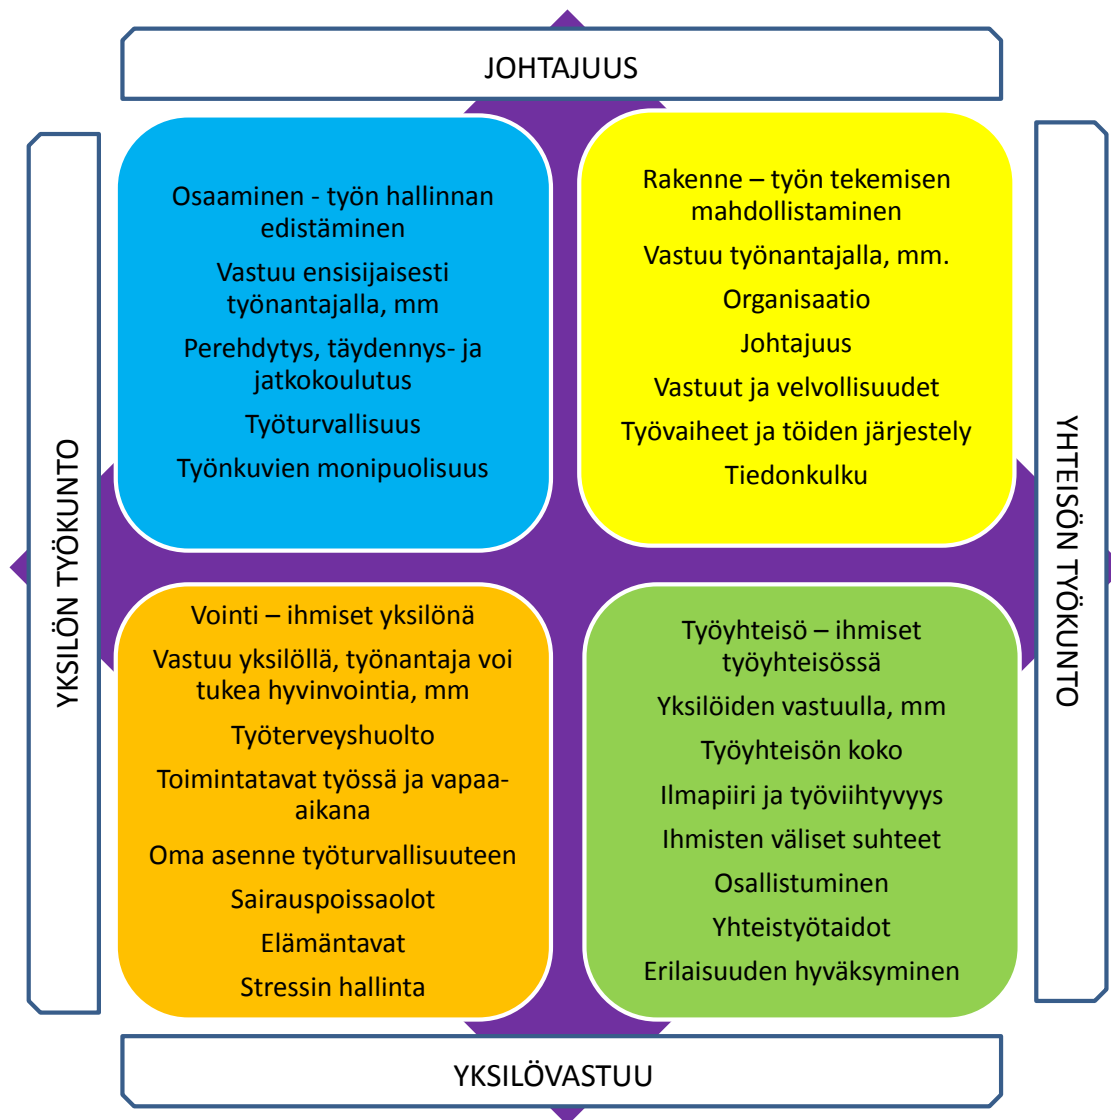 JOHTAJUUS
YKSILÖN TYÖKUNTO
Osaaminen - työn hallinnan
edistäminen
Vastuu ensisijaisesti
työnantajalla, mm
Perehdytys, täydennys- ja
jatkokoulutus
Työturvallisuus
Työnkuvien monipuolisuus
Rakenne – työn tekemisen
mahdollistaminen
Vastuu työnantajalla, mm.
Organisaatio
Johtajuus
Vastuut ja velvollisuudet
Työvaiheet ja töiden järjestely
Tiedonkulku
YHTEISÖN TYÖKUNTO
Vointi – ihmiset yksilönä
Vastuu yksilöllä, työnantaja voi
tukea hyvinvointia, mm
Työterveyshuolto
Toimintatavat työssä ja vapaa-
aikana
Oma asenne työturvallisuuteen
Sairauspoissaolot
Elämäntavat
Stressin hallinta
Työyhteisö – ihmiset
työyhteisössä
Yksilöiden vastuulla, mm
Työyhteisön koko
Ilmapiiri ja työviihtyvyys
Ihmisten väliset suhteet
Osallistuminen
Yhteistyötaidot
Erilaisuuden hyväksyminen
YKSILÖVASTUU